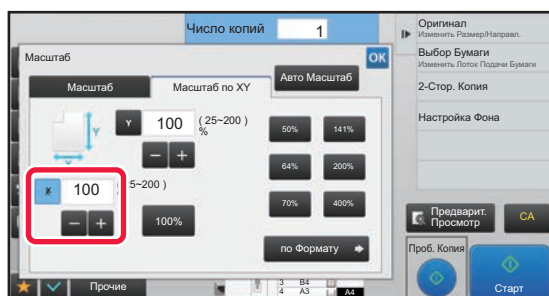 Число копий
1
Оригинал
Изменить Размер/Направл.
Выбор Бумаги
Изменить Лоток Подачи Бумаги
2-Стор. Копия
Настройка Фона
Масштаб
OK
Масштаб
Масштаб по XY
Авто Масштаб
Y
Y
100
( 25~200 )
%
50%
141%
64%
200%
70%
400%
100
5~200 )
100%
по Формату
Предварит.
Просмотр
CA
Проб. Копия
Старт
Прочие
3 B4
4 A3
A4